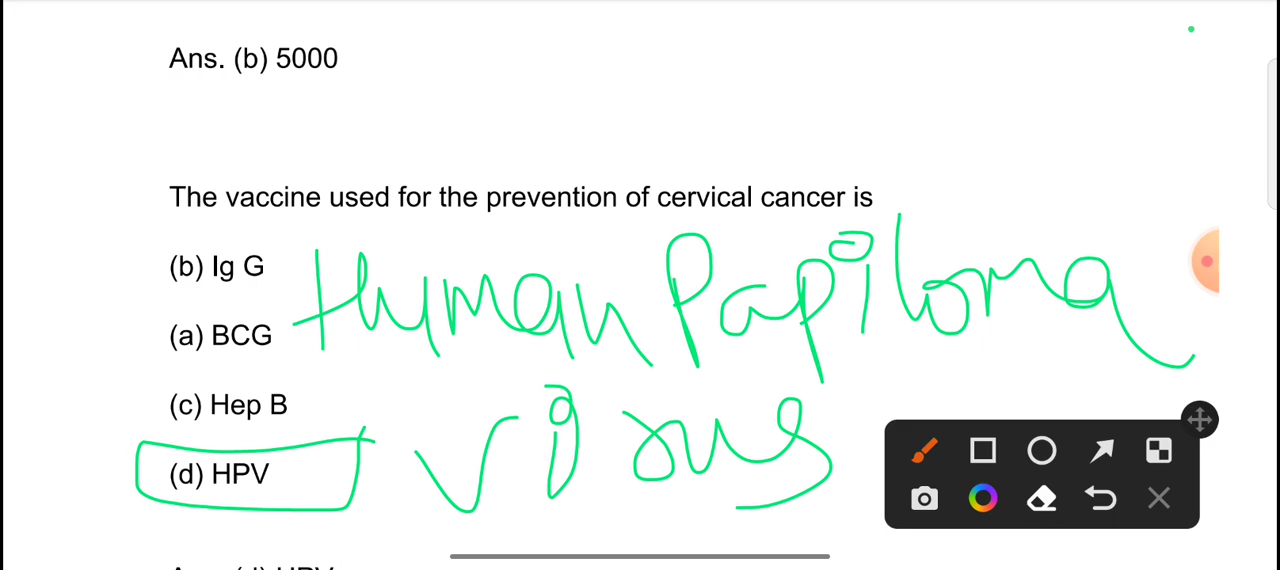 Ans. (b) 5000
The vaccine used for the prevention of cervical cancer is
(b) Ig G
Human Papiloma
(a) BCG
(c) Hep B
Virus
(d) HPV